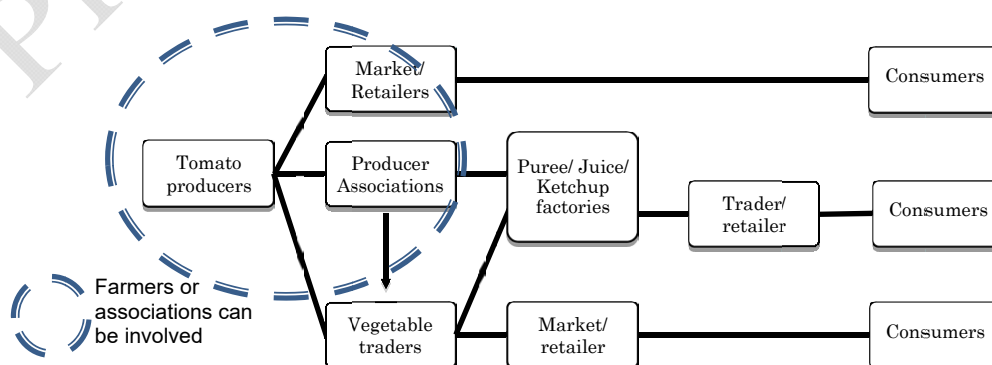 Market/
Retailers
Consumers
Tomato
producers
Producer
Associations
Puree/ Juice/
Ketchup
factories
Trader/
retailer
Consumers
Farmers or
associations can
be involved
Vegetable
traders
Market/
retailer
Consumers